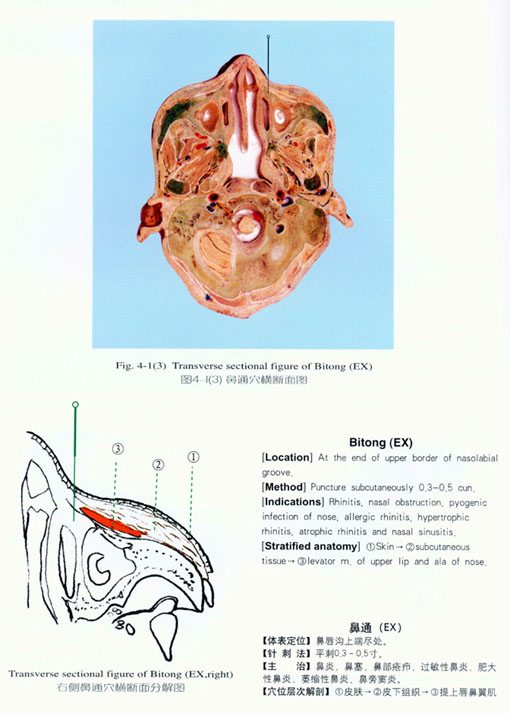 Fig. 4-1(3) Transverse sectional figure of Bitong (EX)
图4-1(3) 鼻通穴横断面图
③
②
①
Bitong (EX)
[Location] At the end of upper border of nasolabial
groove.
[Method] Puncture subcutaneously 0.3-0.5 cun.
[Indications] Rhinitis, nasal obstruction, pyogenic
infection of nose, allergic rhinitis, hypertrophic
rhinitis, atrophic rhinitis and nasal sinusitis.
[Stratified anatomy] ①Skin→ ②subcutaneous
tissue→ ③levator m. of upper lip and ala of nose.
Transverse sectional figure of Bitong (EX,right)
右侧鼻通穴横断面分解图
鼻通 (EX)
【体表定位】鼻唇沟上端尽处。
【针 刺 法】平刺0.3~0.5寸。
【主 治】鼻炎、鼻塞、鼻部疮疖、过敏性鼻炎、肥大
性鼻炎、萎缩性鼻炎、鼻旁窦炎。
【穴位层次解剖】①皮肤→②皮下组织→③提上唇鼻翼肌